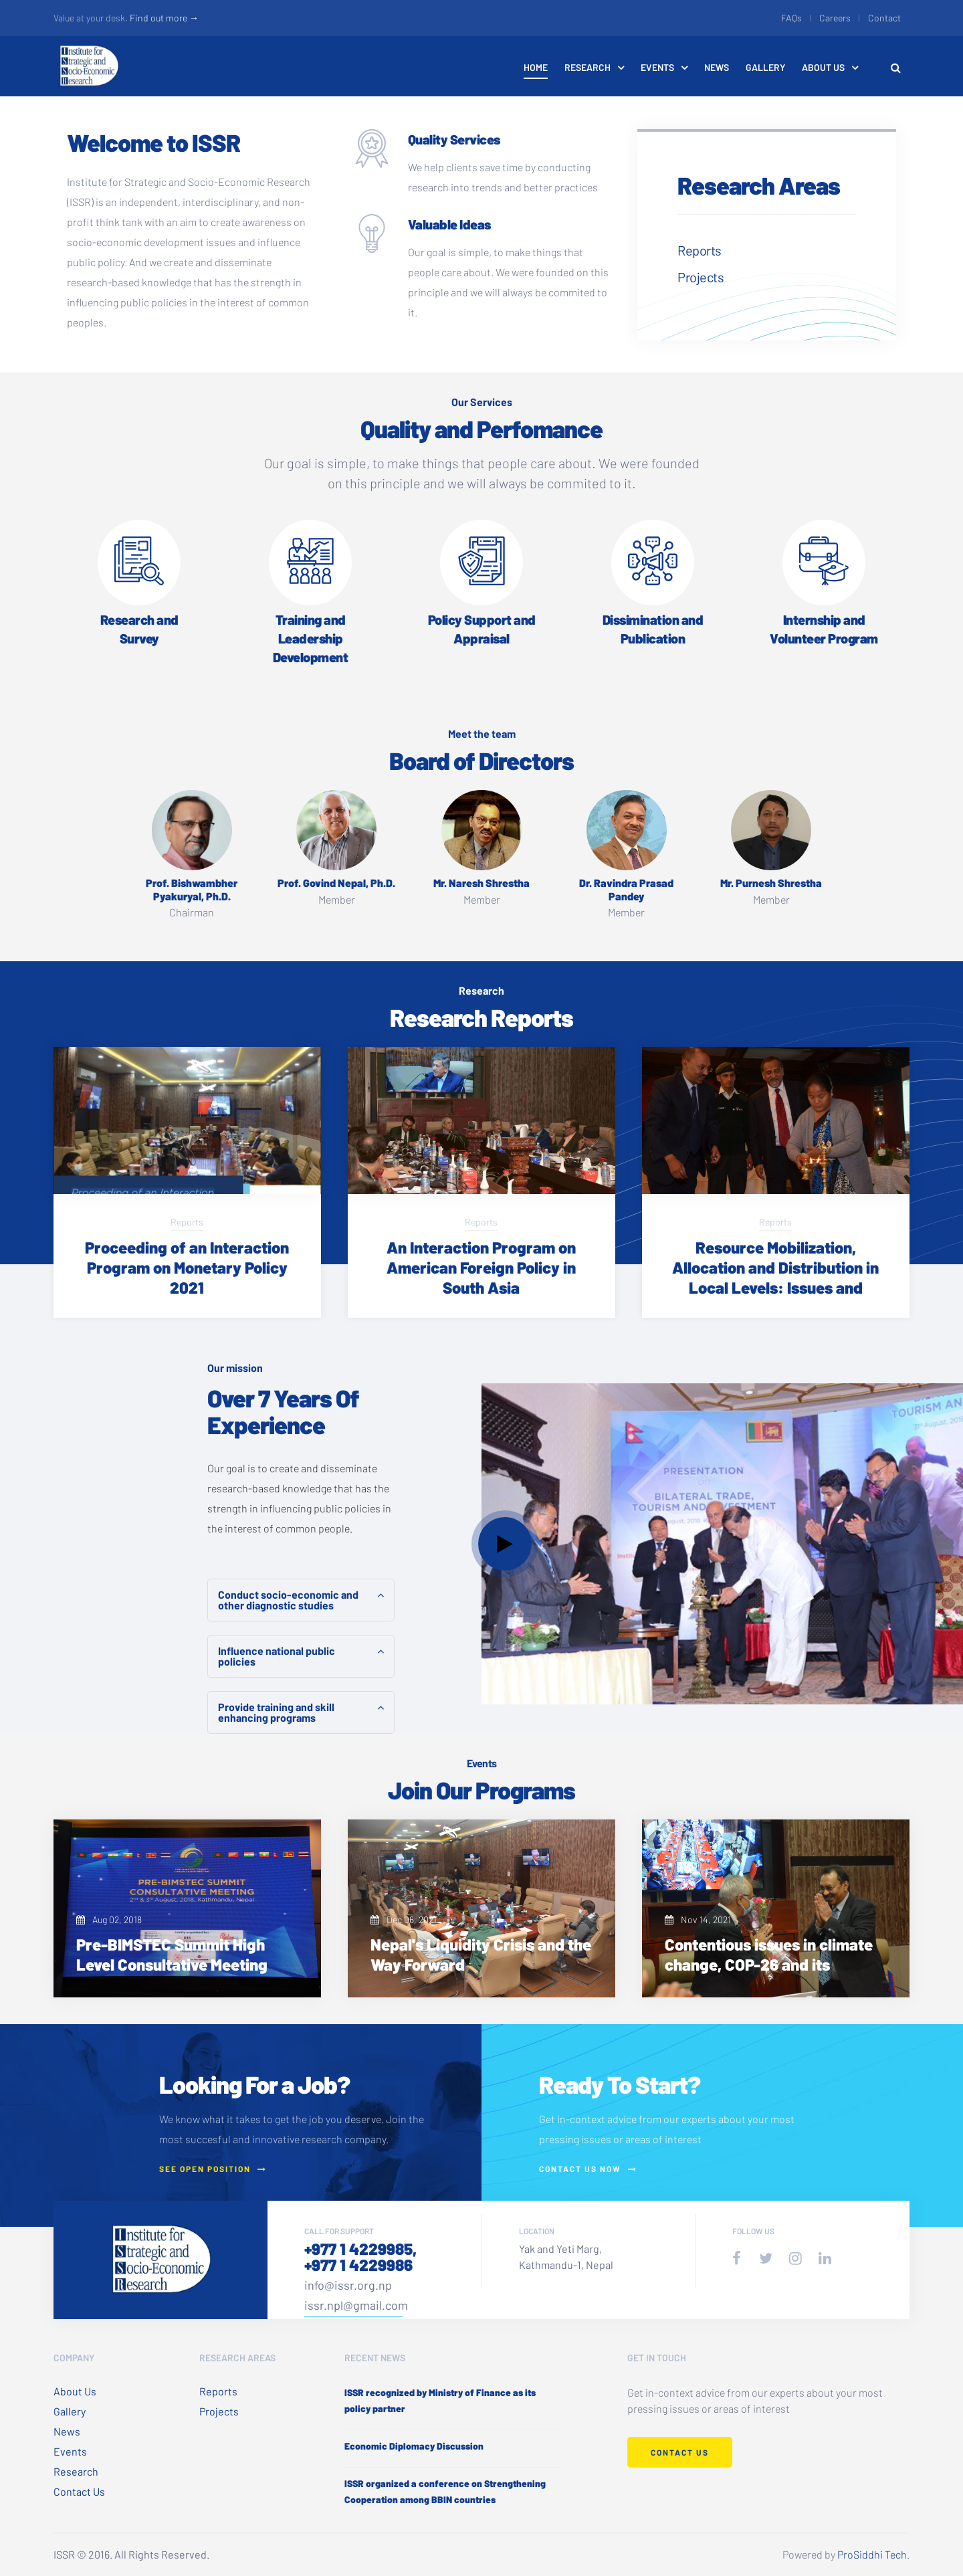 Value at your desk. Find out more →
FAQs | Careers | Contact
Institute for
Strategic and
Socio-Economic
Research
HOME RESEARCH EVENTS NEWS GALLERY ABOUT US
Welcome to ISSR
Institute for Strategic and Socio-Economic Research
(ISSR) is an independent, interdisciplinary, and non-
profit think tank with an aim to create awareness on
socio-economic development issues and influence
public policy. And we create and disseminate
research-based knowledge that has the strength in
influencing public policies in the interest of common
peoples.
Quality Services
We help clients save time by conducting
research into trends and better practices
Valuable Ideas
Our goal is simple, to make things that
people care about. We were founded on this
principle and we will always be commited to
it.
Research Areas
Reports
Projects
Our Services
Quality and Perfomance
Our goal is simple, to make things that people care about. We were founded
on this principle and we will always be commited to it.
Research and
Survey
Training and
Leadership
Development
Policy Support and
Appraisal
Dissimination and
Publication
Internship and
Volunteer Program
Meet the team
Board of Directors
Prof. Bishwambher
Pyakuryal, Ph.D.
Chairman
Prof. Govind Nepal, Ph.D.
Member
Mr. Naresh Shrestha
Member
Dr. Ravindra Prasad
Pandey
Member
Mr. Purnesh Shrestha
Member
Research
Research Reports
Proceeding of an Interaction
Reports
Proceeding of an Interaction
Program on Monetary Policy
2021
Reports
An Interaction Program on
American Foreign Policy in
South Asia
Reports
Resource Mobilization,
Allocation and Distribution in
Local Levels: Issues and
Our mission
Over 7 Years Of
Experience
Our goal is to create and disseminate
research-based knowledge that has the
strength in influencing public policies in
the interest of common people.
Conduct socio-economic and
other diagnostic studies
Influence national public
policies
Provide training and skill
enhancing programs
PRESENTATION
BILATERAL TRADE,
TOURISM AND INVESTMENT
Events
Join Our Programs
PRE-BIMSTEC SUMMIT
CONSULTATIVE MEETING
2nd & 3rd August, 2018, Kathmandu, Nepal
Aug 02, 2018
Pre-BIMSTEC Summit High
Level Consultative Meeting
Dec 06, 2021
Nepal's Liquidity Crisis and the
Way Forward
Nov 14, 2021
Contentious issues in climate
change, COP-26 and its
Looking For a Job?
We know what it takes to get the job you deserve. Join the
most succesful and innovative research company.
SEE OPEN POSITION →
Ready To Start?
Get in-context advice from our experts about your most
pressing issues or areas of interest
CONTACT US NOW →
Institute for
Strategic and
Socio-Economic
Research
CALL FOR SUPPORT
+977 1 4229985,
+977 1 4229986
info@issr.org.np
issr.npl@gmail.com
LOCATION
Yak and Yeti Marg,
Kathmandu-1, Nepal
FOLLOW US
COMPANY
About Us
Gallery
News
Events
Research
Contact Us
RESEARCH AREAS
Reports
Projects
RECENT NEWS
ISSR recognized by Ministry of Finance as its
policy partner
Economic Diplomacy Discussion
ISSR organized a conference on Strengthening
Cooperation among BBIN countries
GET IN TOUCH
Get in-context advice from our experts about your most
pressing issues or areas of interest
CONTACT US
ISSR © 2016. All Rights Reserved.
Powered by ProSiddhi Tech.